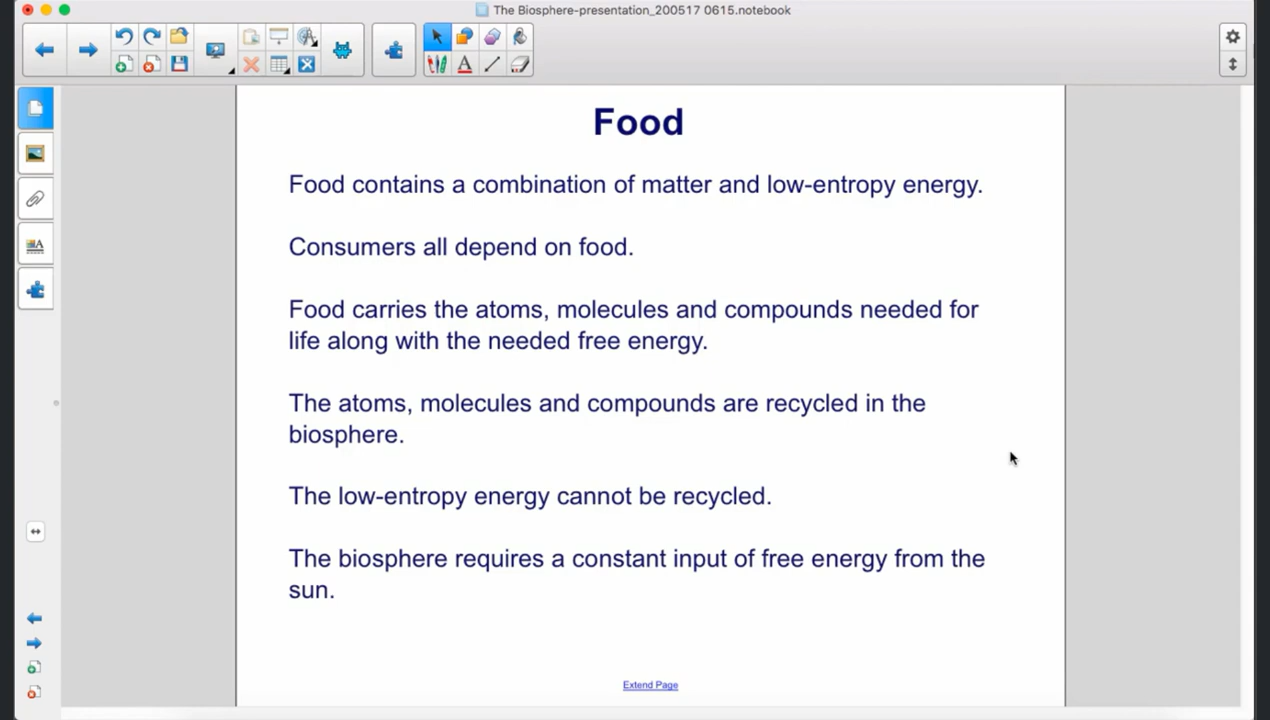 The Biosphere-presentation_200517 0615.notebook
Food
Food contains a combination of matter and low-entropy energy.
Consumers all depend on food.
Food carries the atoms, molecules and compounds needed for
life along with the needed free energy.
The atoms, molecules and compounds are recycled in the
biosphere.
The low-entropy energy cannot be recycled.
The biosphere requires a constant input of free energy from the
sun.
Extend Page